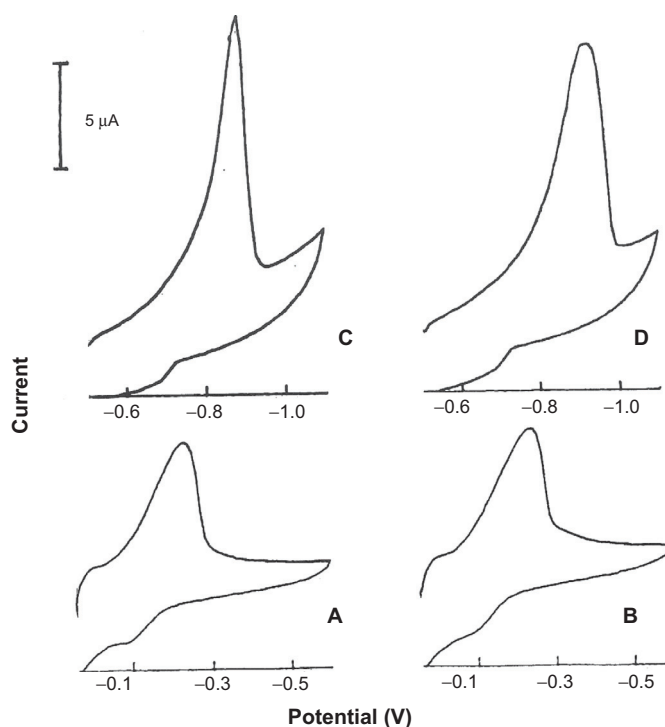 5 μA
C
D
−0.6 −0.8 −1.0
−0.6 −0.8 −1.0
Current
A
B
−0.1 −0.3 −0.5
−0.1 −0.3 −0.5
Potential (V)